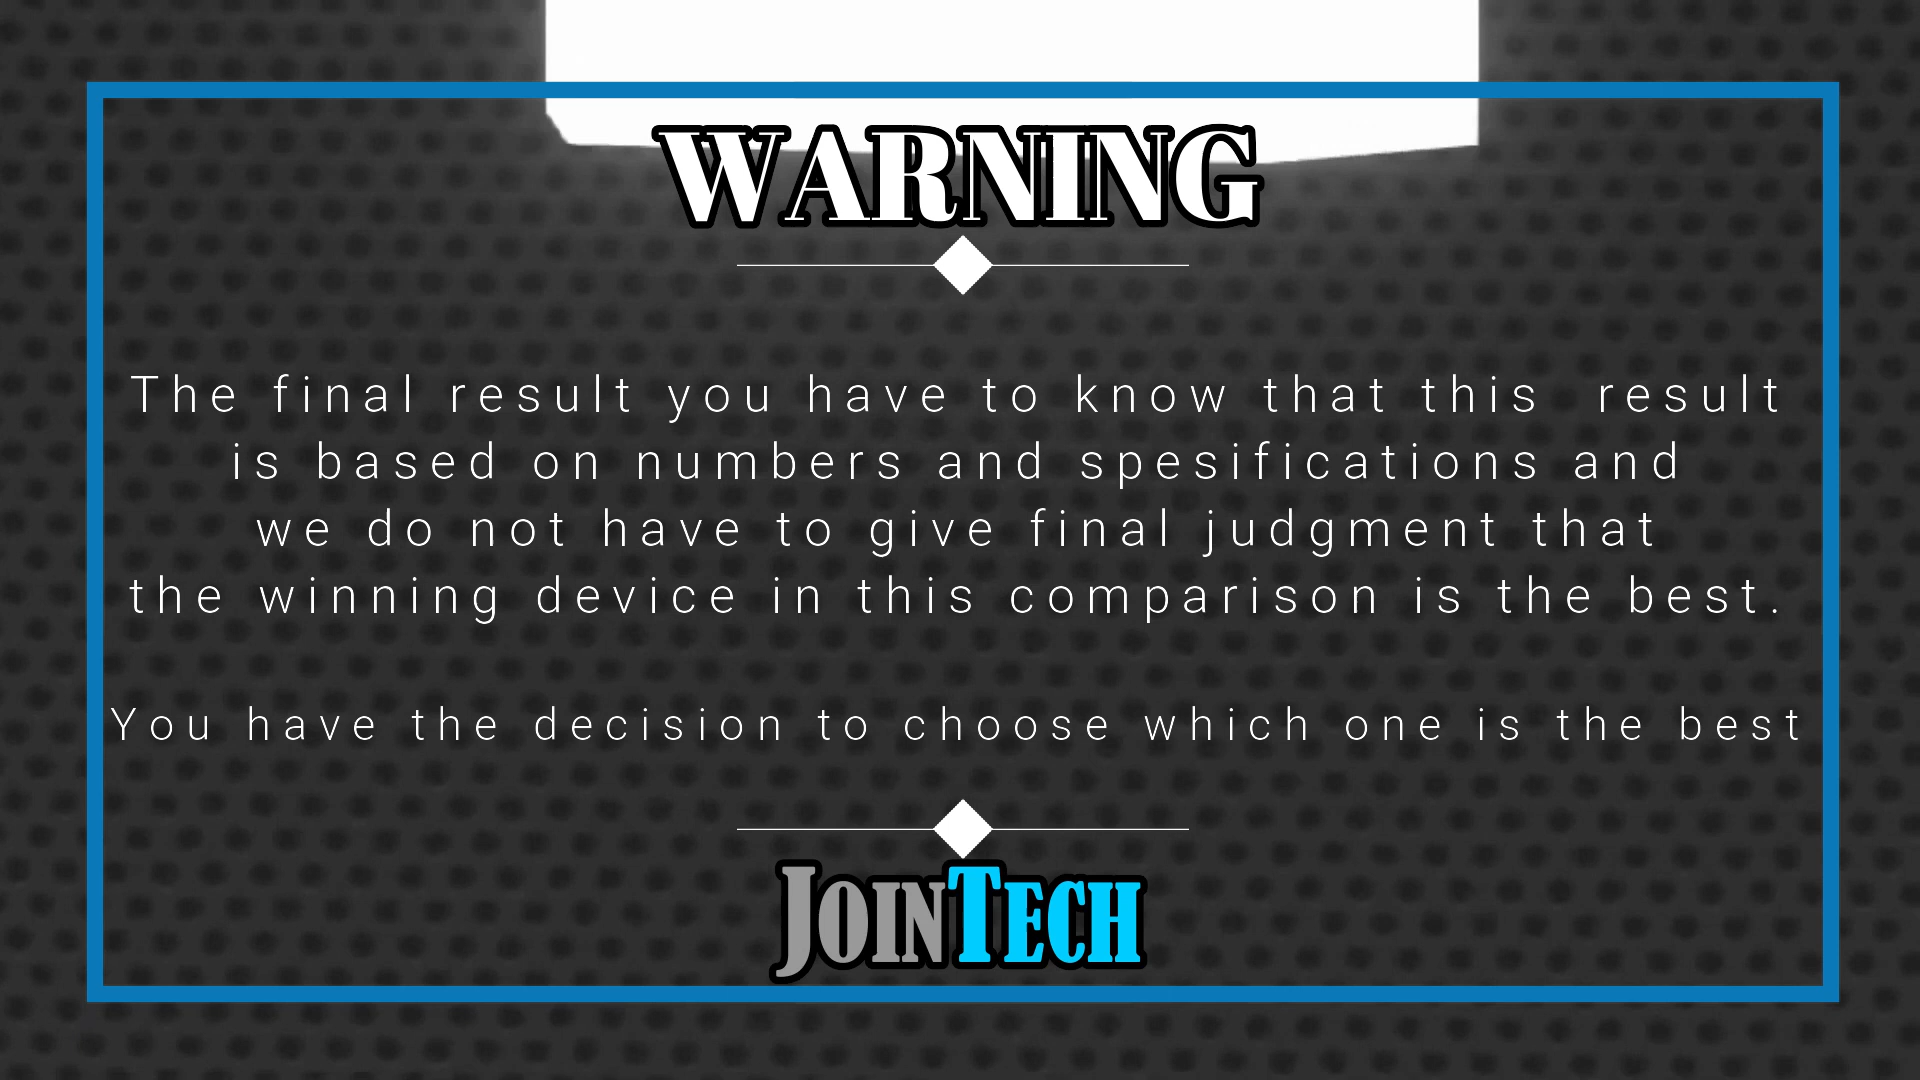 WARNING
The final result you have to know that this result
is based on numbers and spesifications and
we do not have to give final judgment that
the winning device in this comparison is the best.
You have the decision to choose which one is the best
JOINTECH